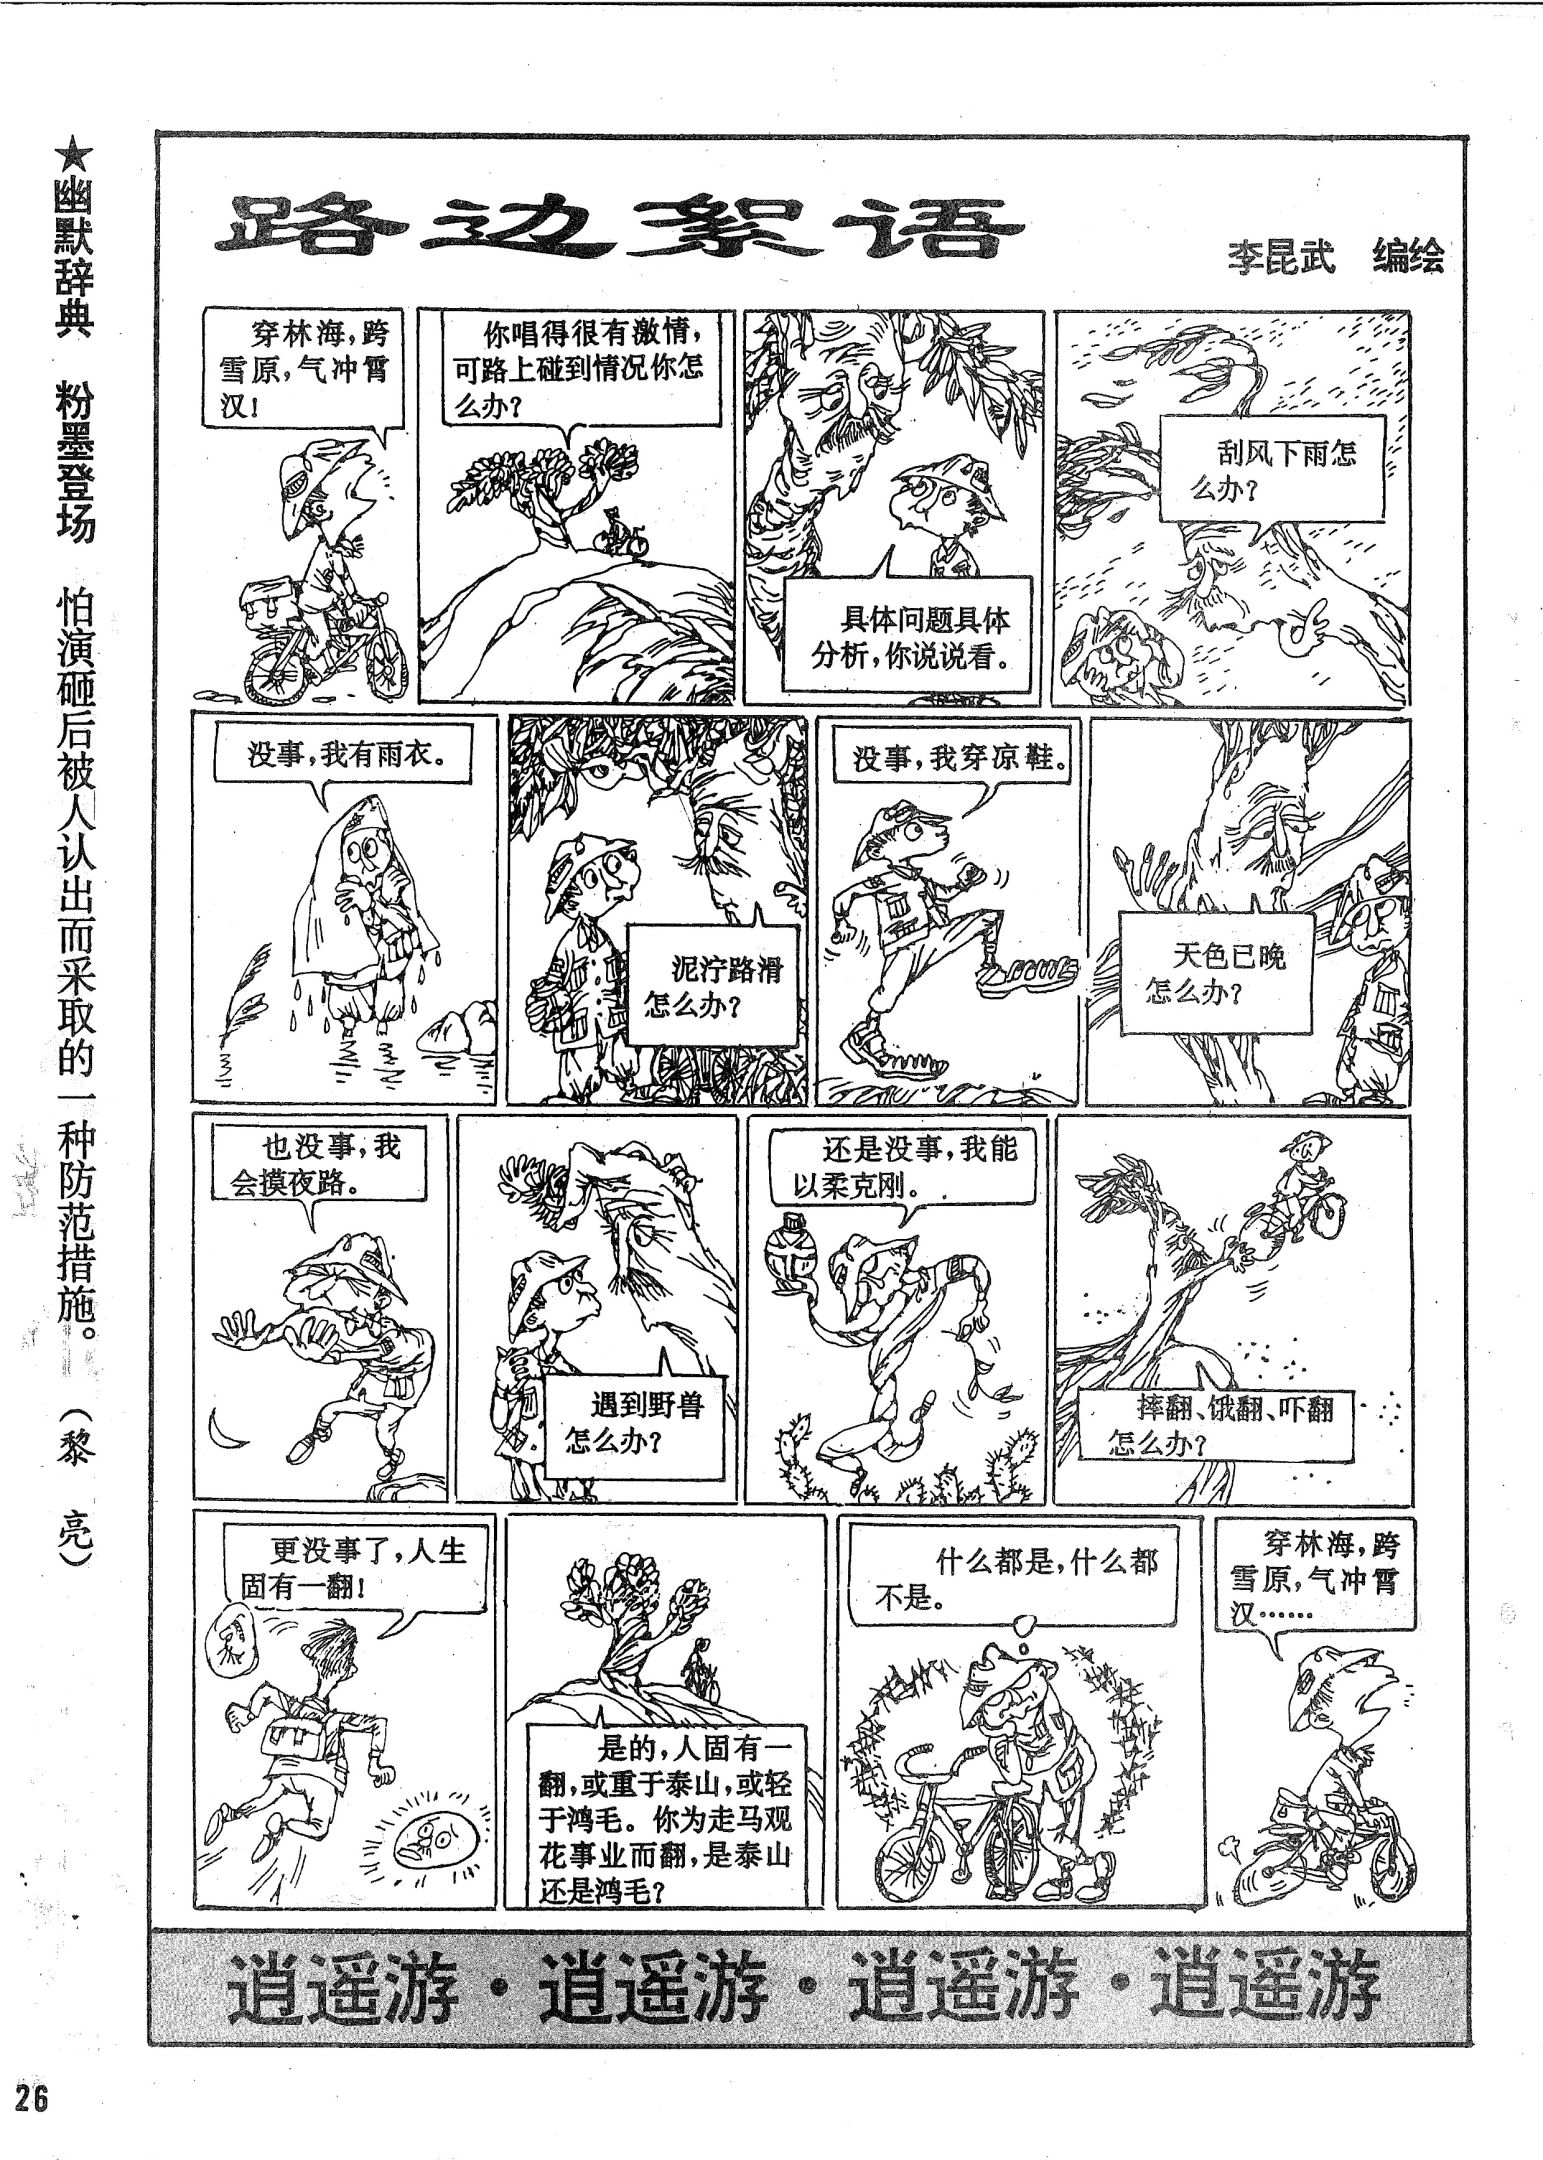 路边絮语
李昆武 编绘
穿林海，跨
雪原，气冲霄
汉！
你唱得很有激情，
可路上碰到情况你怎
么办？
具体问题具体
分析，你说说看。
刮风下雨怎
么办？
没事，我有雨衣。
泥泞路滑
怎么办？
没事，我穿凉鞋。
天色已晚
怎么办？
也没事，我
会摸夜路。
遇到野兽
怎么办？
还是没事，我能
以柔克刚。
摔翻、饿翻、吓翻
怎么办？
更没事了，人生
固有一翻！
是的，人固有一
翻，或重于泰山，或轻
于鸿毛。你为走马观
花事业而翻，是泰山
还是鸿毛？
什么都是，什么都
不是。
穿林海，跨
雪原，气冲霄
汉……
逍遥游·逍遥游·逍遥游·逍遥游
★幽默辞典 粉墨登场 怕演砸后被人认出而采取的一种防范措施。（黎 亮）
26